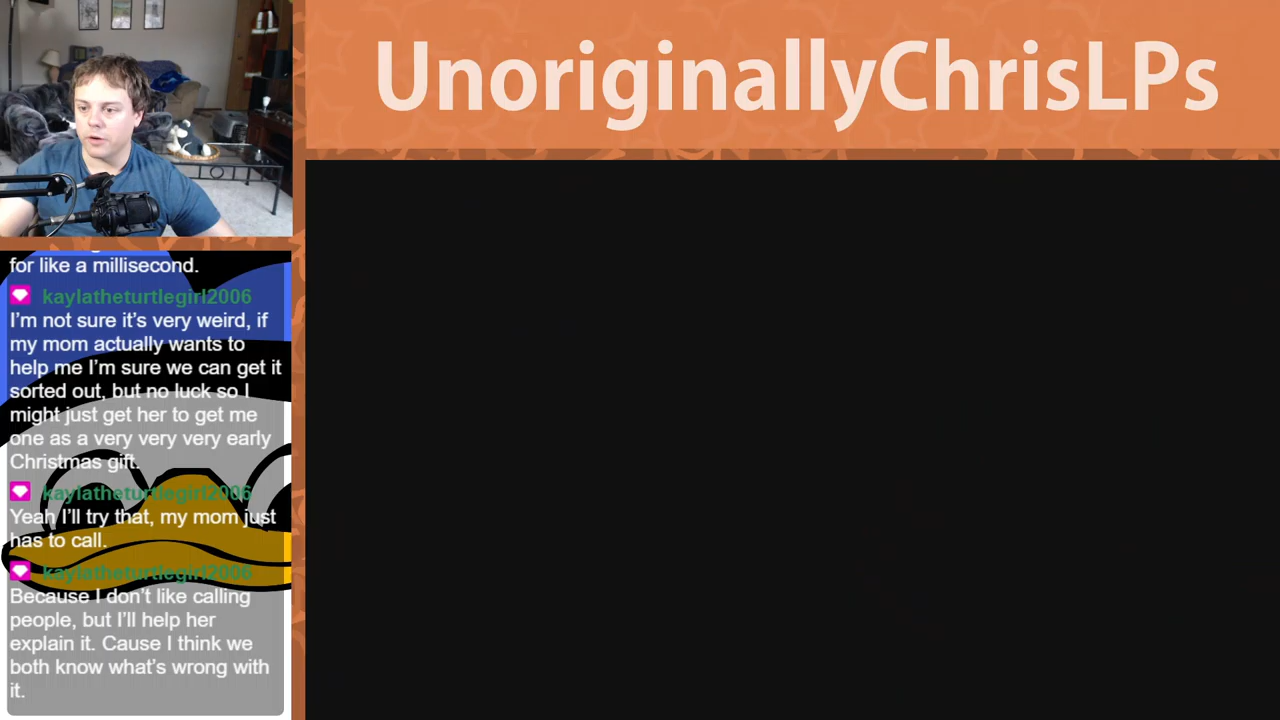 UnoriginallyChrisLPs
for like a millisecond.
kaylatheturtlegirl2006
I’m not sure it’s very weird, if
my mom actually wants to
help me I’m sure we can get it
sorted out, but no luck so I
might just get her to get me
one as a very very very early
Christmas gift.
kaylatheturtlegirl2006
Yeah I’ll try that, my mom just
has to call.
kaylatheturtlegirl2006
Because I don’t like calling
people, but I’ll help her
explain it. Cause I think we
both know what’s wrong with
it.